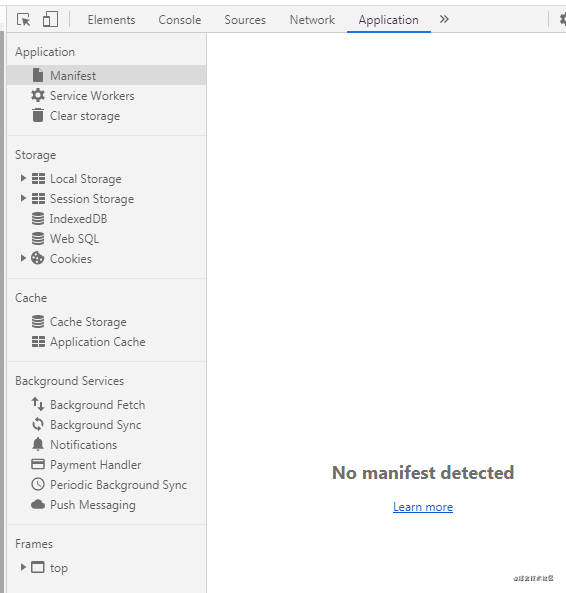 Elements Console Sources Network Application »
Application
Manifest
Service Workers
Clear storage
Storage
Local Storage
Session Storage
IndexedDB
Web SQL
Cookies
Cache
Cache Storage
Application Cache
Background Services
Background Fetch
Background Sync
Notifications
Payment Handler
Periodic Background Sync
Push Messaging
Frames
top
No manifest detected
Learn more